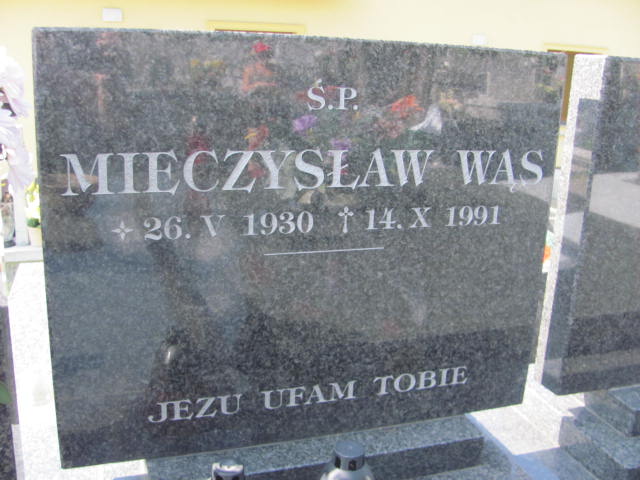 Ś.P.
MIECZYSŁAW WĄS
26. V 1930 † 14. X 1991
JEZU UFAM TOBIE